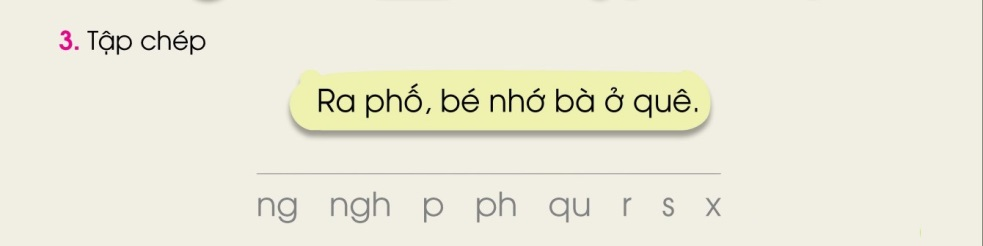 3. Tập chép
Ra phố, bé nhớ bà ở quê.
ng ngh p ph qu r s x